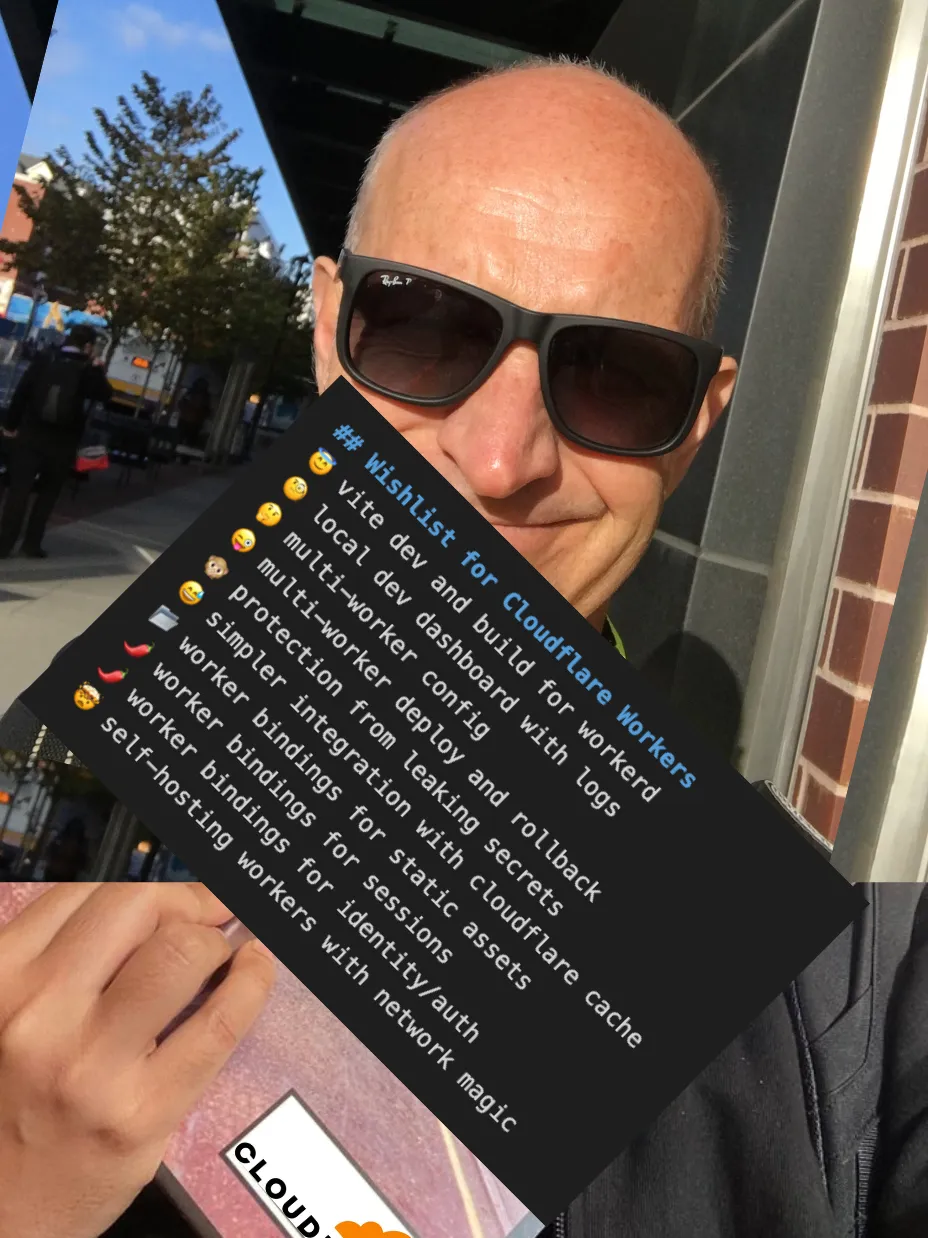 Ray-Ban P
## Wishlist for Cloudflare Workers
😇 vite dev and build for workerd
🧐 local dev dashboard with logs
🤔 multi-worker config
😜 multi-worker deploy and rollback
🙊 protection from leaking secrets
😅 simpler integration with cloudflare cache
📁 worker bindings for static assets
🌶️ worker bindings for sessions
🌶️ worker bindings for identity/auth
🤯 self-hosting workers with network magic
CLOUD